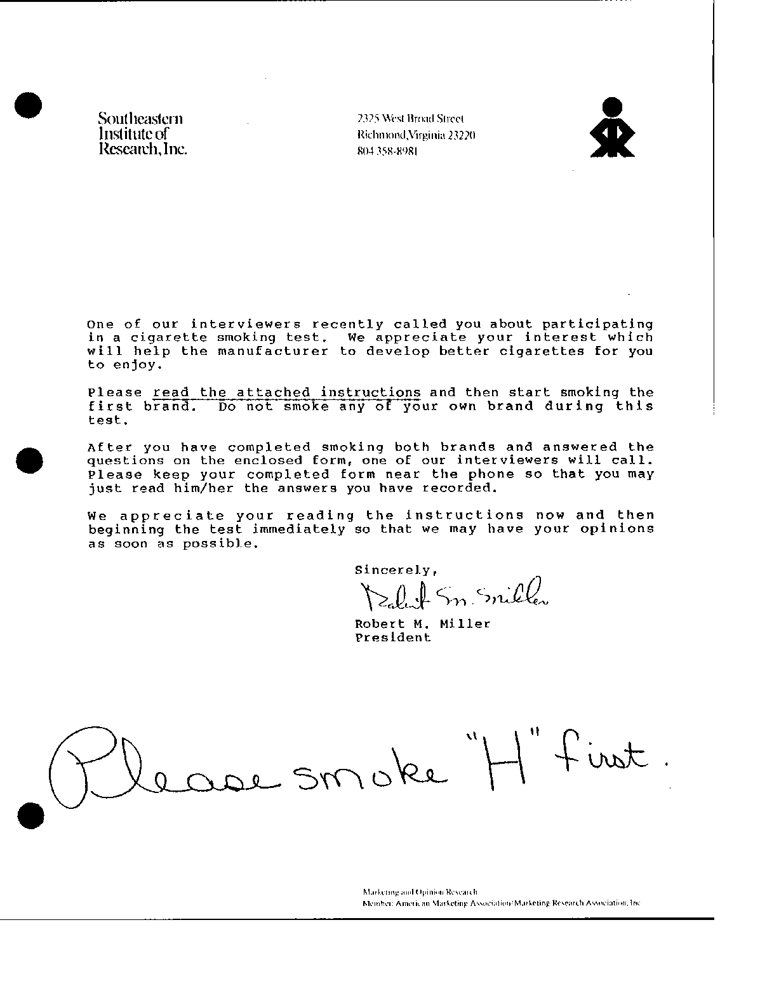 Southeastern
Institute of
Research, Inc.
2325 West Broad Street
Richmond, Virginia 23220
804 358-8981
One of our interviewers recently called you about participating
in a cigarette smoking test. We appreciate your interest which
will help the manufacturer to develop better cigarettes for you
to enjoy.
Please read the attached instructions and then start smoking the
first brand. Do not smoke any of your own brand during this
test.
After you have completed smoking both brands and answered the
questions on the enclosed form, one of our interviewers will call.
Please keep your completed form near the phone so that you may
just read him/her the answers you have recorded.
We appreciate your reading the instructions now and then
beginning the test immediately so that we may have your opinions
as soon as possible.
Sincerely,
Robert M. Miller
Robert M. Miller
President
Please smoke "H" first.
Marketing and Opinion Research
Member: American Marketing Association/Marketing Research Association, Inc